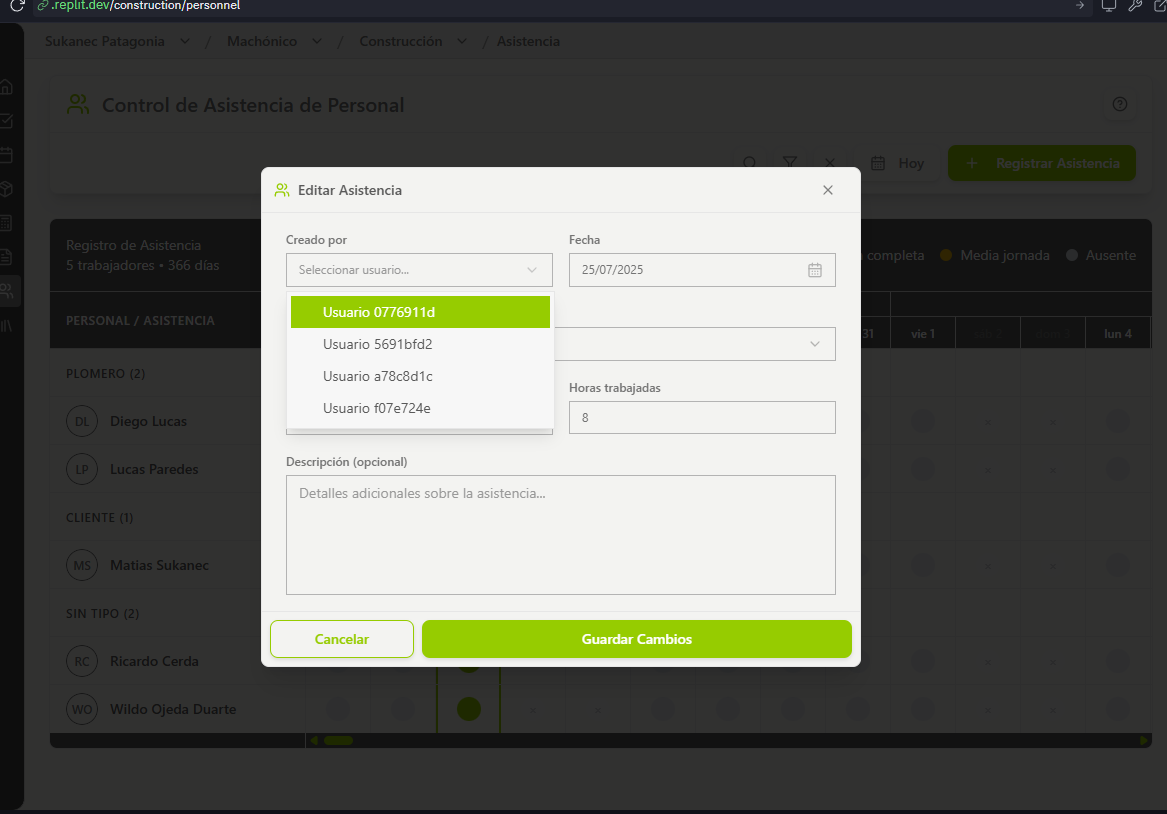 .replit.dev/construction/personnel
Sukanec Patagonia / Machónico / Construcción / Asistencia
Control de Asistencia de Personal
Hoy
+ Registrar Asistencia
Editar Asistencia
Creado por
Fecha
Seleccionar usuario...
25/07/2025
Usuario 0776911d
Usuario 5691bfd2
Usuario a78c8d1c
Usuario f07e724e
Horas trabajadas
8
Descripción (opcional)
Detalles adicionales sobre la asistencia...
Cancelar
Guardar Cambios
Registro de Asistencia
5 trabajadores • 366 días
completa
Media jornada
Ausente
PERSONAL / ASISTENCIA
31
vie 1
lun 4
PLOMERO (2)
DL Diego Lucas
LP Lucas Paredes
CLIENTE (1)
MS Matias Sukanec
SIN TIPO (2)
RC Ricardo Cerda
WO Wildo Ojeda Duarte